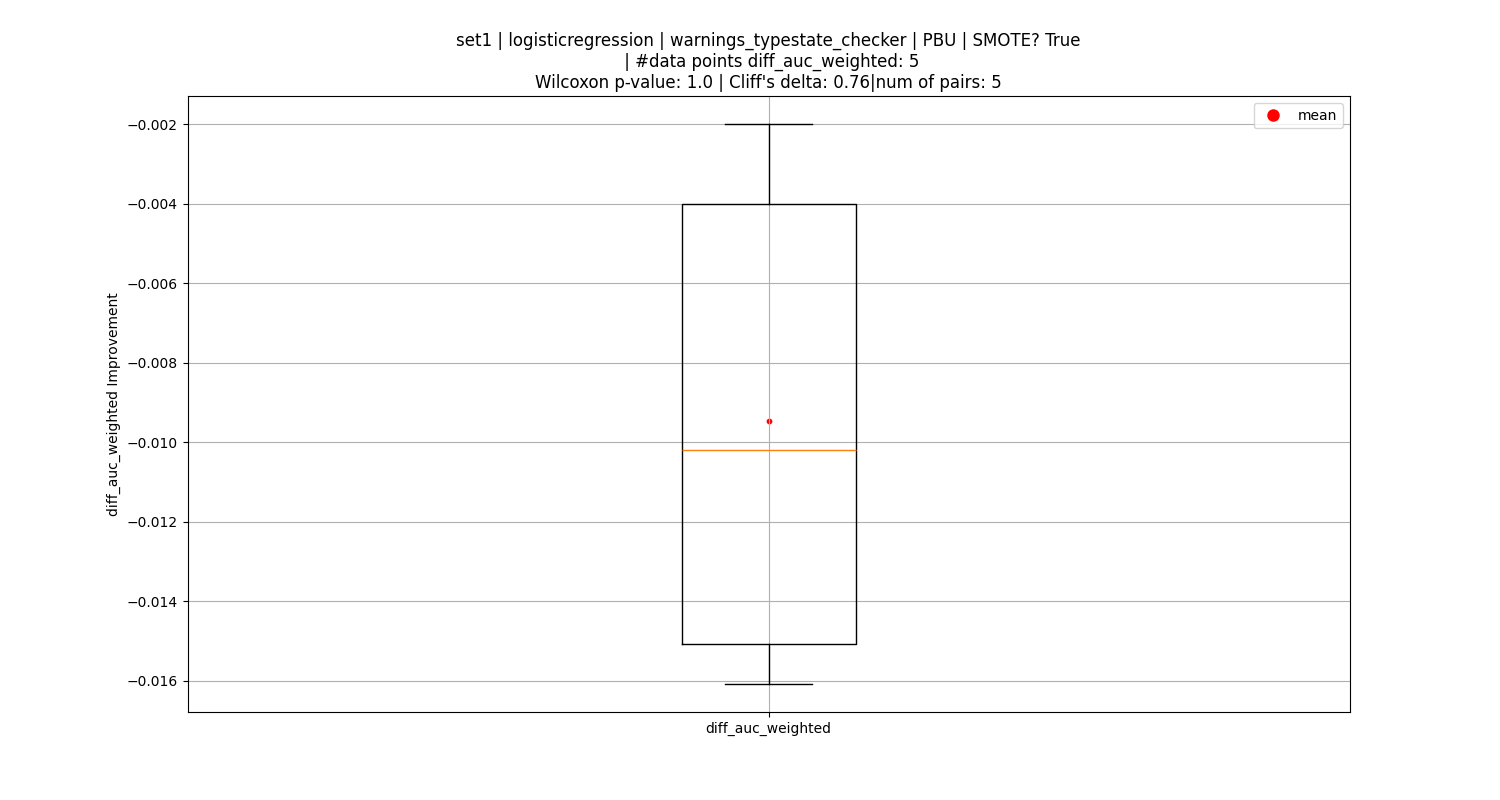 set1 | logisticregression | warnings_typestate_checker | PBU | SMOTE? True
| #data points diff_auc_weighted: 5
Wilcoxon p-value: 1.0 | Cliff's delta: 0.76|num of pairs: 5
mean
−0.002
−0.004
−0.006
−0.008
−0.010
−0.012
−0.014
−0.016
diff_auc_weighted Improvement
diff_auc_weighted